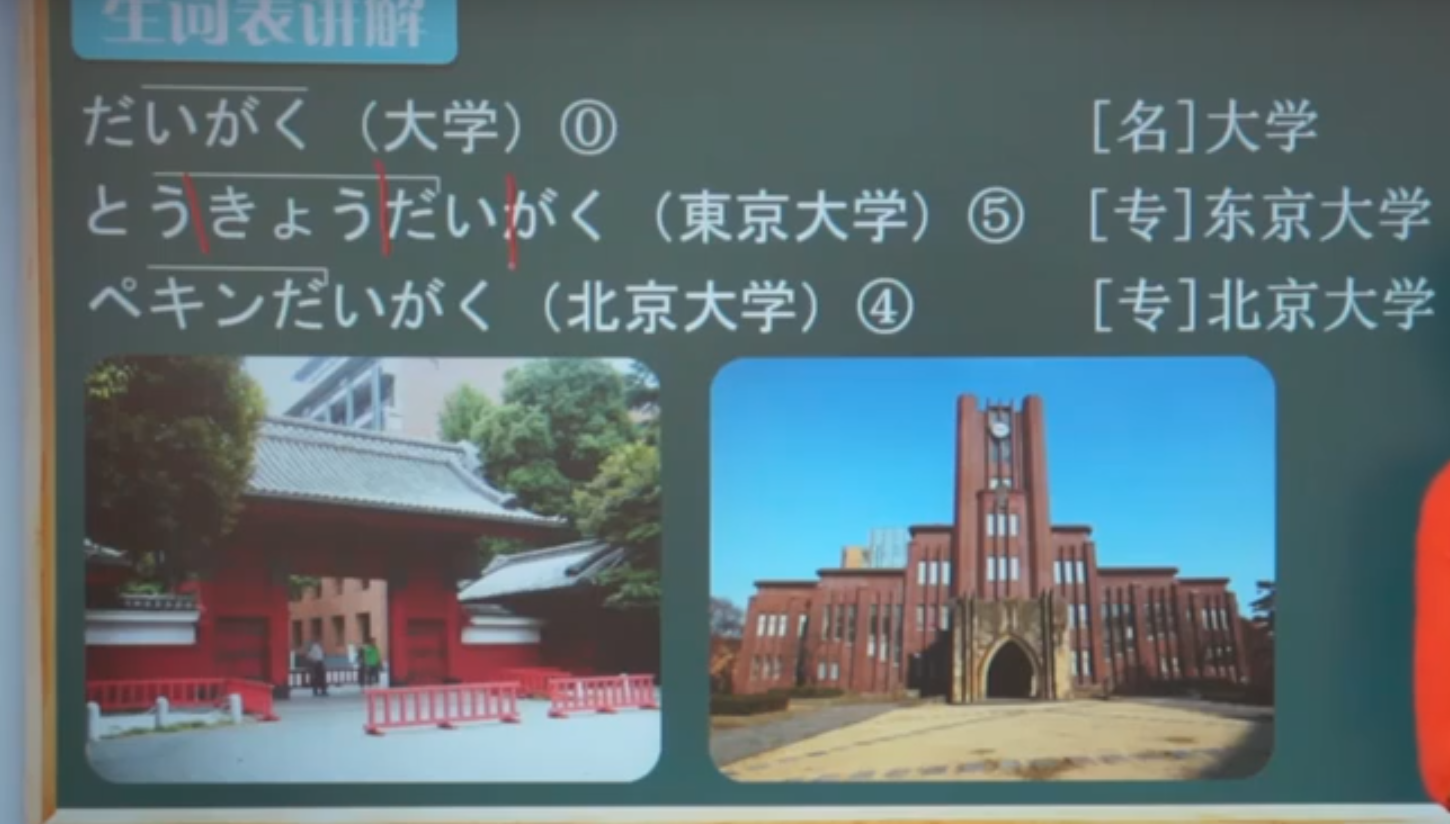 生词表讲解
だいがく（大学）⓪ [名]大学
とうきょうだいがく（東京大学）⑤ [专]东京大学
ペキンだいがく（北京大学）④ [专]北京大学